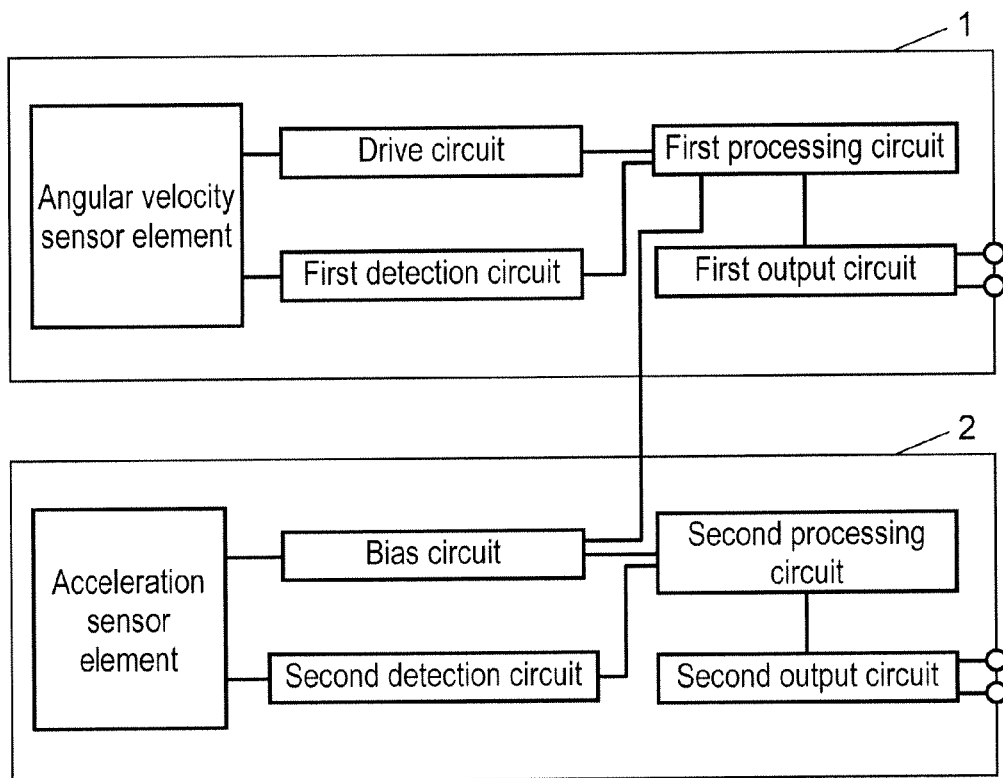 1
Angular velocity
sensor element
Drive circuit
First detection circuit
First processing circuit
First output circuit
2
Acceleration
sensor
element
Bias circuit
Second detection circuit
Second processing
circuit
Second output circuit